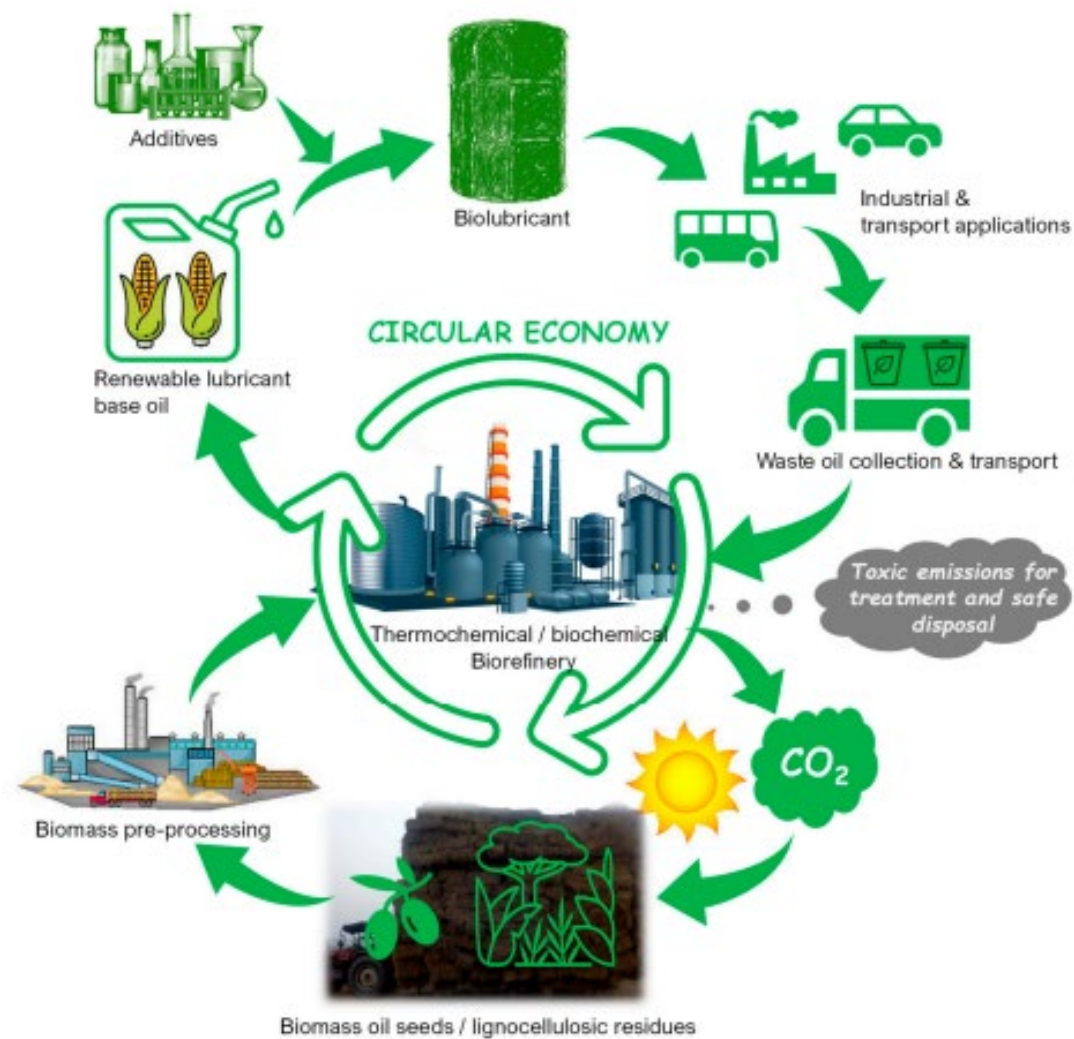 Additives
Biolubricant
Industrial &
transport applications
Renewable lubricant
base oil
CIRCULAR ECONOMY
Waste oil collection & transport
Toxic emissions for
treatment and safe
disposal
Thermochemical / biochemical
Biorefinery
CO₂
Biomass pre-processing
Biomass oil seeds / lignocellulosic residues